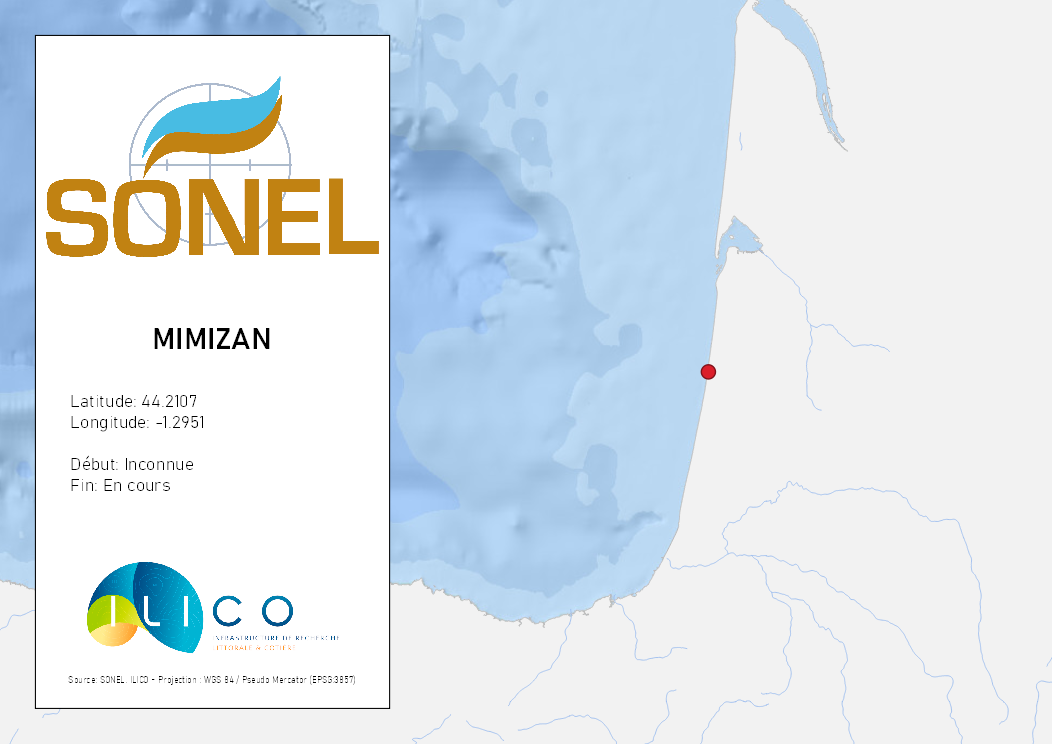 SONEL
MIMIZAN
Latitude: 44.2107
Longitude: -1.2951
Début: Inconnue
Fin: En cours
ILICO
INFRASTRUCTURE DE RECHERCHE
LITTORALE & CÔTIÈRE
Source: SONEL, ILICO - Projection : WGS 84 / Pseudo Mercator (EPSG:3857)